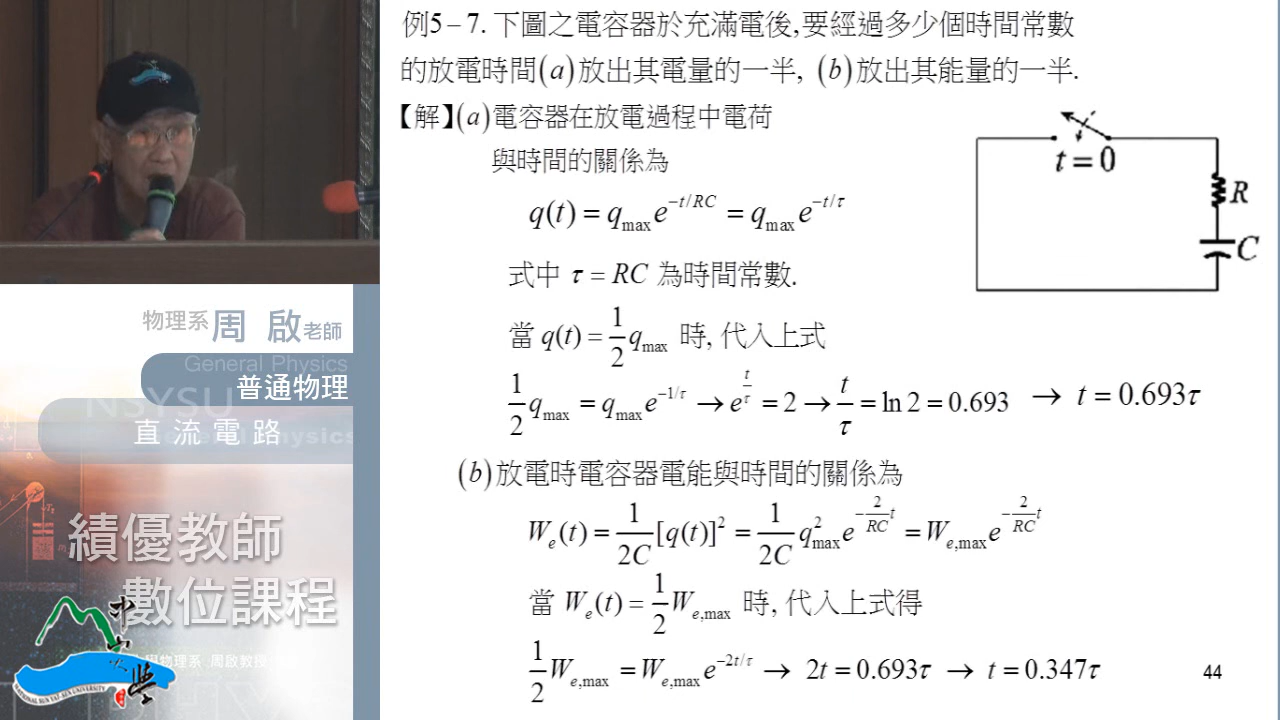 例5－7. 下圖之電容器於充滿電後,要經過多少個時間常數
的放電時間(a)放出其電量的一半, (b)放出其能量的一半.
【解】(a)電容器在放電過程中電荷
與時間的關係為
q(t) = q_max e^{-t/RC} = q_max e^{-t/τ}
t = 0
R
C
式中 τ = RC 為時間常數.
當 q(t) = 1/2 q_max 時, 代入上式
1/2 q_max = q_max e^{-1/τ} → e^{t/τ} = 2 → t/τ = ln 2 = 0.693 → t = 0.693τ
(b)放電時電容器電能與時間的關係為
W_e(t) = 1/2C [q(t)]² = 1/2C q²_max e^{-2/RC t} = W_e,max e^{-2/RC t}
當 W_e(t) = 1/2 W_e,max 時, 代入上式得
1/2 W_e,max = W_e,max e^{-2t/τ} → 2t = 0.693τ → t = 0.347τ
44
物理系周 啟老師
General Physics
普通物理
NSYSU
直流電路
績優教師
數位課程
NATIONAL SUN YAT-SEN UNIVERSITY